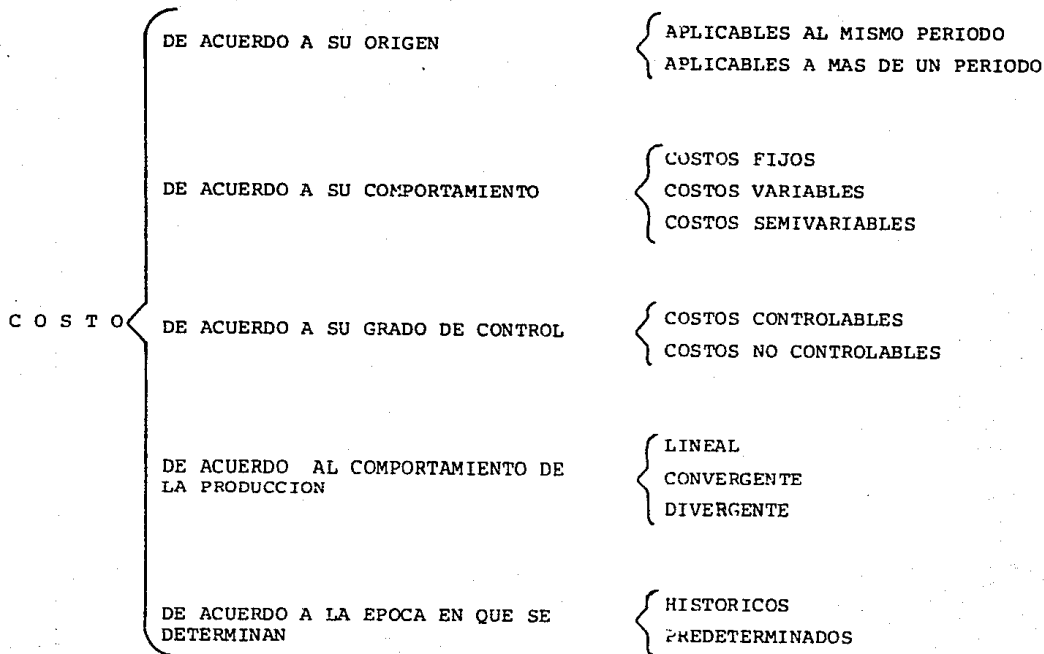 DE ACUERDO A SU ORIGEN
APLICABLES AL MISMO PERIODO
APLICABLES A MAS DE UN PERIODO
DE ACUERDO A SU COMPORTAMIENTO
COSTOS FIJOS
COSTOS VARIABLES
COSTOS SEMIVARIABLES
C O S T O
DE ACUERDO A SU GRADO DE CONTROL
COSTOS CONTROLABLES
COSTOS NO CONTROLABLES
DE ACUERDO AL COMPORTAMIENTO DE
LA PRODUCCION
LINEAL
CONVERGENTE
DIVERGENTE
DE ACUERDO A LA EPOCA EN QUE SE
DETERMINAN
HISTORICOS
PREDETERMINADOS